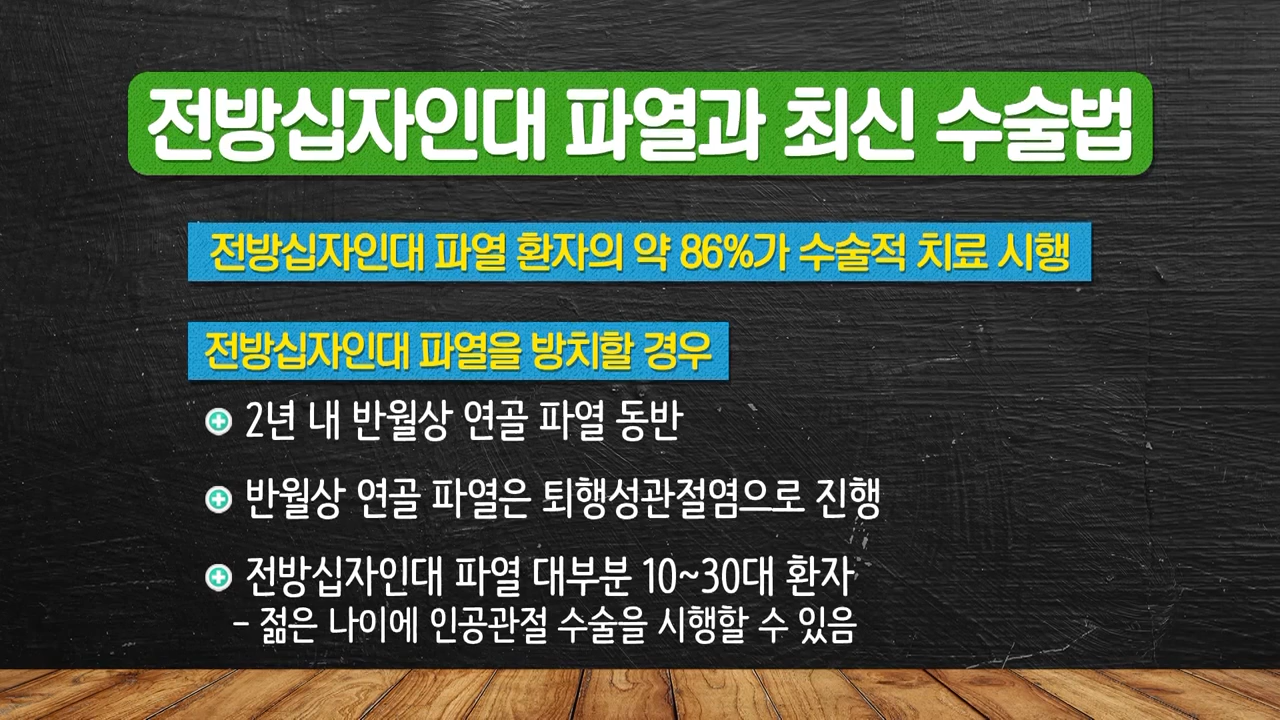 전방십자인대 파열과 최신 수술법
전방십자인대 파열 환자의 약 86%가 수술적 치료 시행
전방십자인대 파열을 방치할 경우
2년 내 반월상 연골 파열 동반
반월상 연골 파열은 퇴행성관절염으로 진행
전방십자인대 파열 대부분 10~30대 환자
- 젊은 나이에 인공관절 수술을 시행할 수 있음